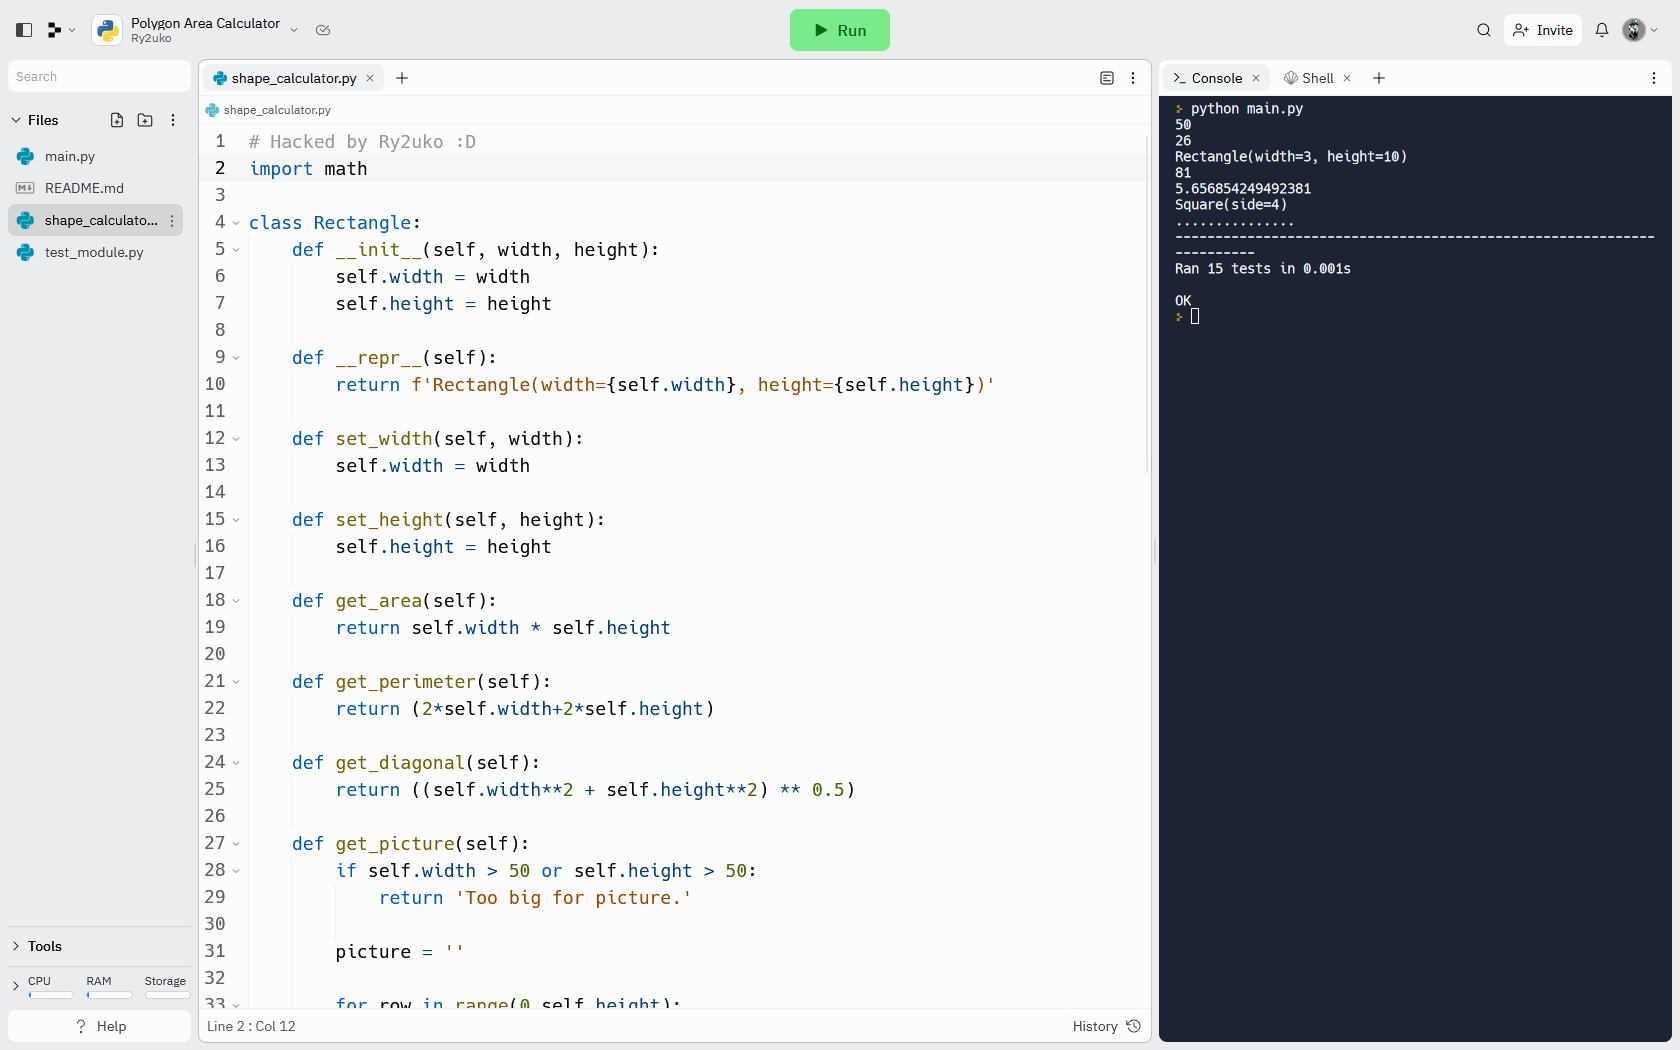 Polygon Area Calculator
Ry2uko
Run
Invite
Search
Files
main.py
README.md
shape_calculato...
test_module.py
Tools
CPU RAM Storage
? Help
shape_calculator.py
shape_calculator.py
1 # Hacked by Ry2uko :D
2 import math
3
4 class Rectangle:
5     def __init__(self, width, height):
6         self.width = width
7         self.height = height
8
9     def __repr__(self):
10         return f'Rectangle(width={self.width}, height={self.height})'
11
12     def set_width(self, width):
13         self.width = width
14
15     def set_height(self, height):
16         self.height = height
17
18     def get_area(self):
19         return self.width * self.height
20
21     def get_perimeter(self):
22         return (2*self.width+2*self.height)
23
24     def get_diagonal(self):
25         return ((self.width**2 + self.height**2) ** 0.5)
26
27     def get_picture(self):
28         if self.width > 50 or self.height > 50:
29             return 'Too big for picture.'
30
31         picture = ''
32
33         for row in range(0, self.height):
Line 2 : Col 12
History
Console
Shell
python main.py
50
26
Rectangle(width=3, height=10)
81
5.656854249492381
Square(side=4)
...............
------------------------------------------------------------
----------
Ran 15 tests in 0.001s
OK